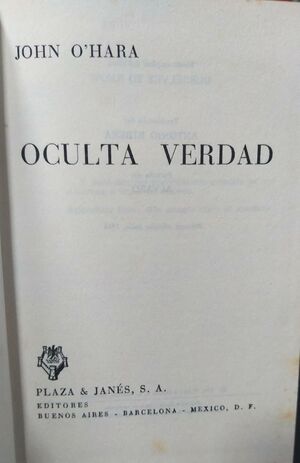 JOHN O'HARA
OCULTA VERDAD
PLAZA & JANÉS, S. A.
EDITORES
BUENOS AIRES - BARCELONA - MEXICO, D. F.